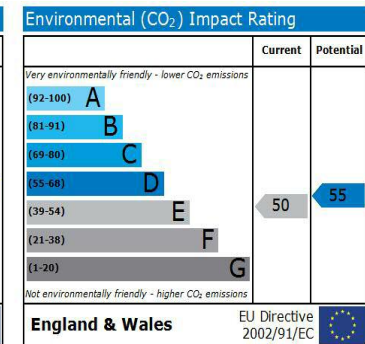 Environmental (CO₂) Impact Rating
Current Potential
Very environmentally friendly - lower CO₂ emissions
(92-100) A
(81-91) B
(69-80) C
(55-68) D
(39-54) E
(21-38) F
(1-20) G
50
55
Not environmentally friendly - higher CO₂ emissions
England & Wales
EU Directive
2002/91/EC